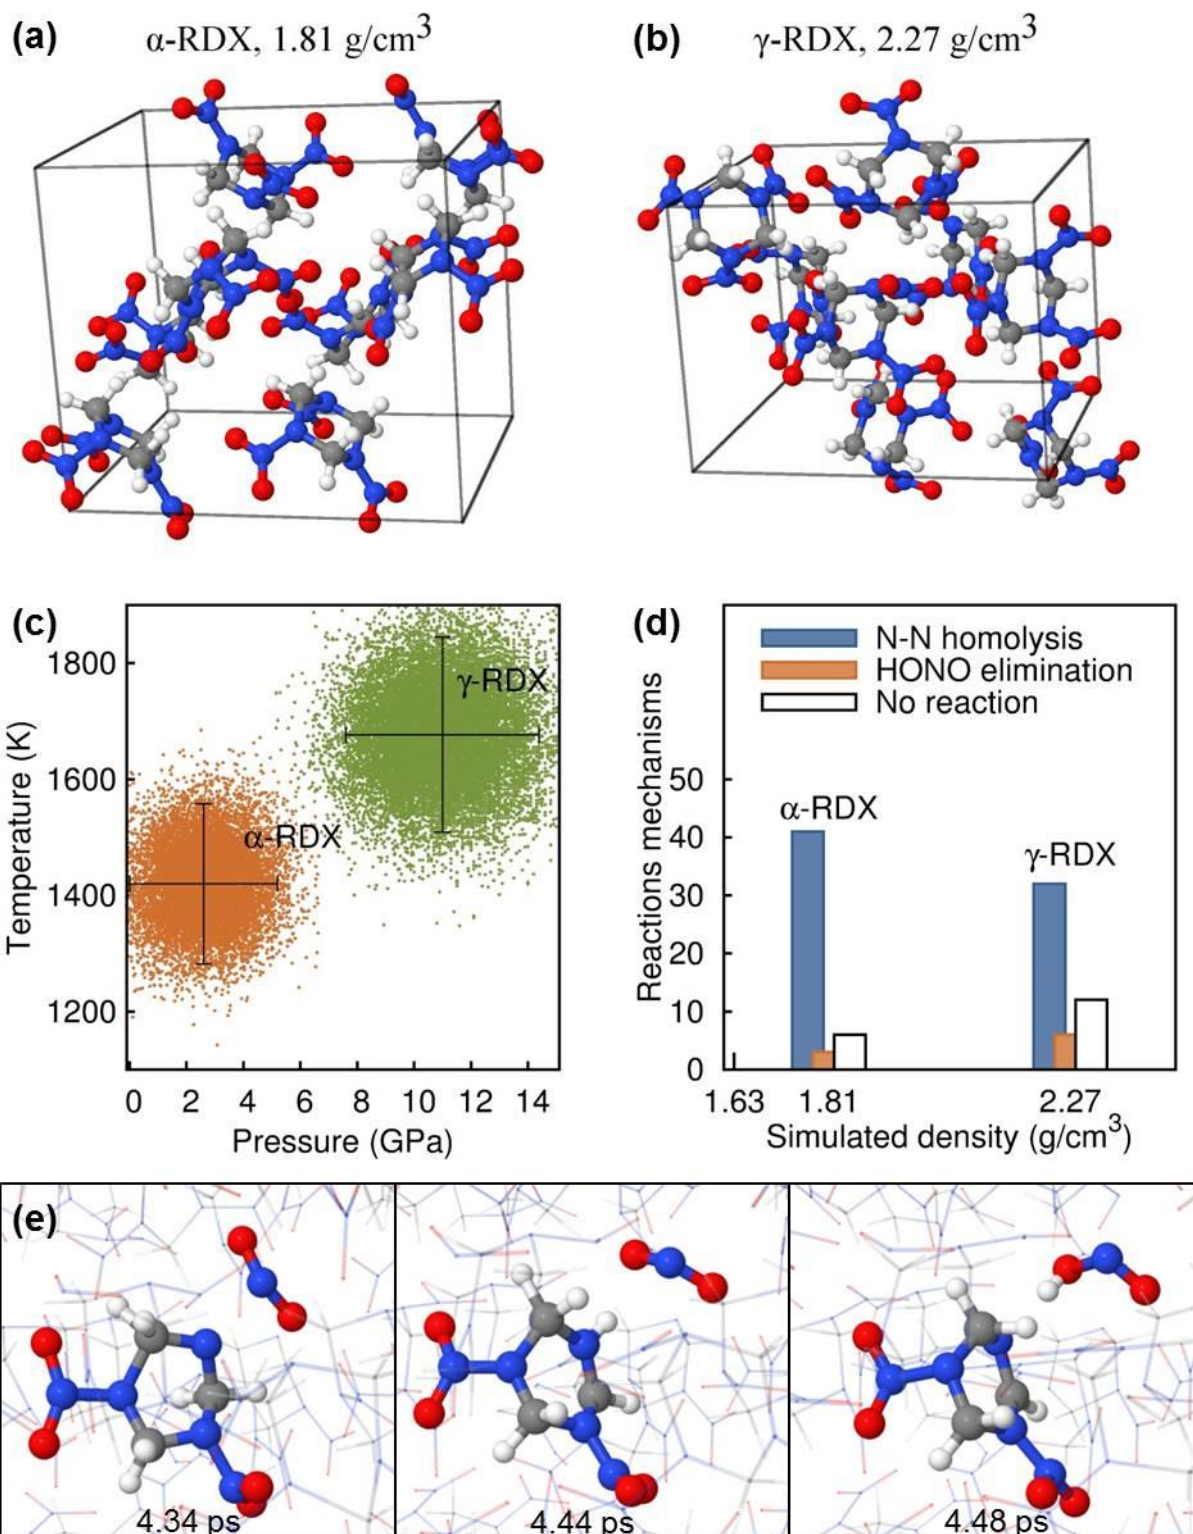 (a)
α-RDX, 1.81 g/cm³
(b)
γ-RDX, 2.27 g/cm³
(c)
1800
1600
1400
1200
Temperature (K)
γ-RDX
α-RDX
0 2 4 6 8 10 12 14
Pressure (GPa)
(d)
N-N homolysis
HONO elimination
No reaction
Reactions mechanisms
50
40
30
20
10
0
α-RDX
γ-RDX
1.63 1.81 2.27
Simulated density (g/cm³)
(e)
4.34 ps
4.44 ps
4.48 ps